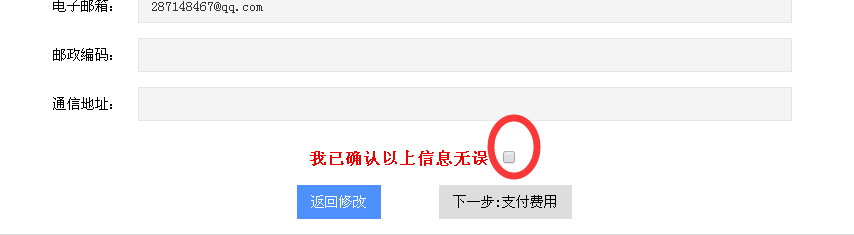 电子邮箱: 287148467@qq.com
邮政编码:
通信地址:
我已确认以上信息无误
返回修改 下一步:支付费用